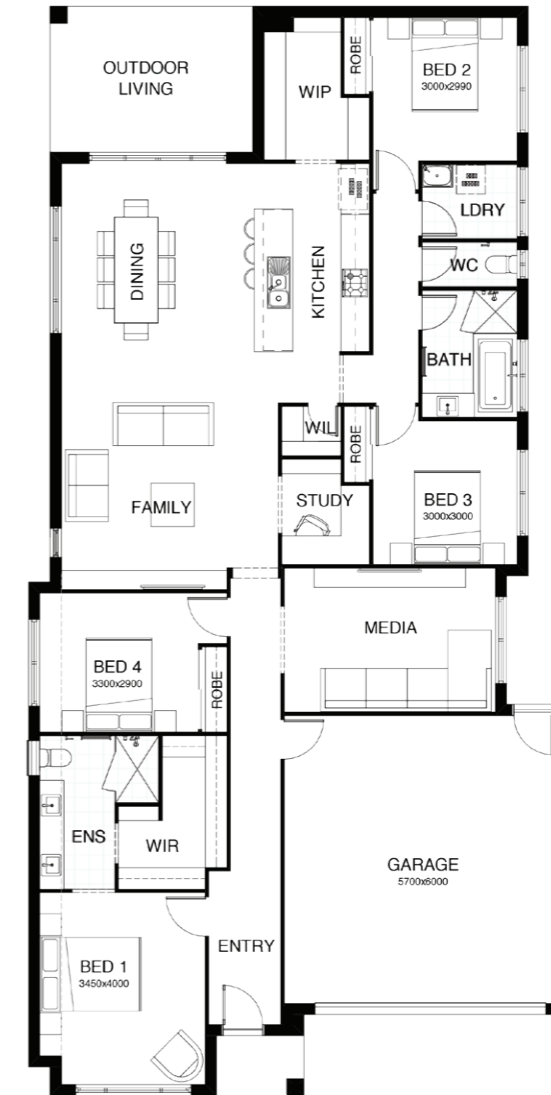 OUTDOOR
LIVING
WIP
ROBE
BED 2
3000x2990
LDRY
WC
DINING
KITCHEN
BATH
WIL
ROBE
FAMILY
STUDY
BED 3
3000x3000
MEDIA
BED 4
3300x2900
ROBE
ENS
WIR
GARAGE
5700x6000
ENTRY
BED 1
3450x4000